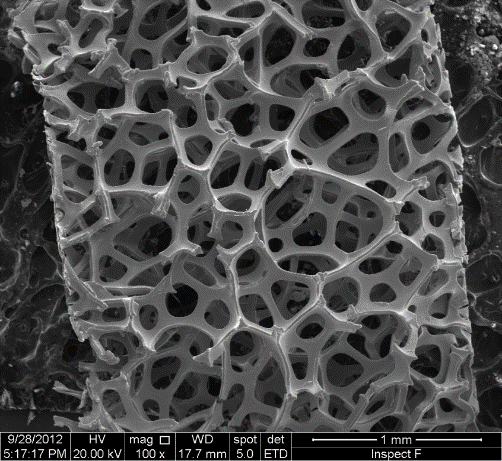 9/28/2012 HV mag WD spot det 1 mm
5:17:17 PM 20.00 kV 100 x 17.7 mm 5.0 ETD Inspect F